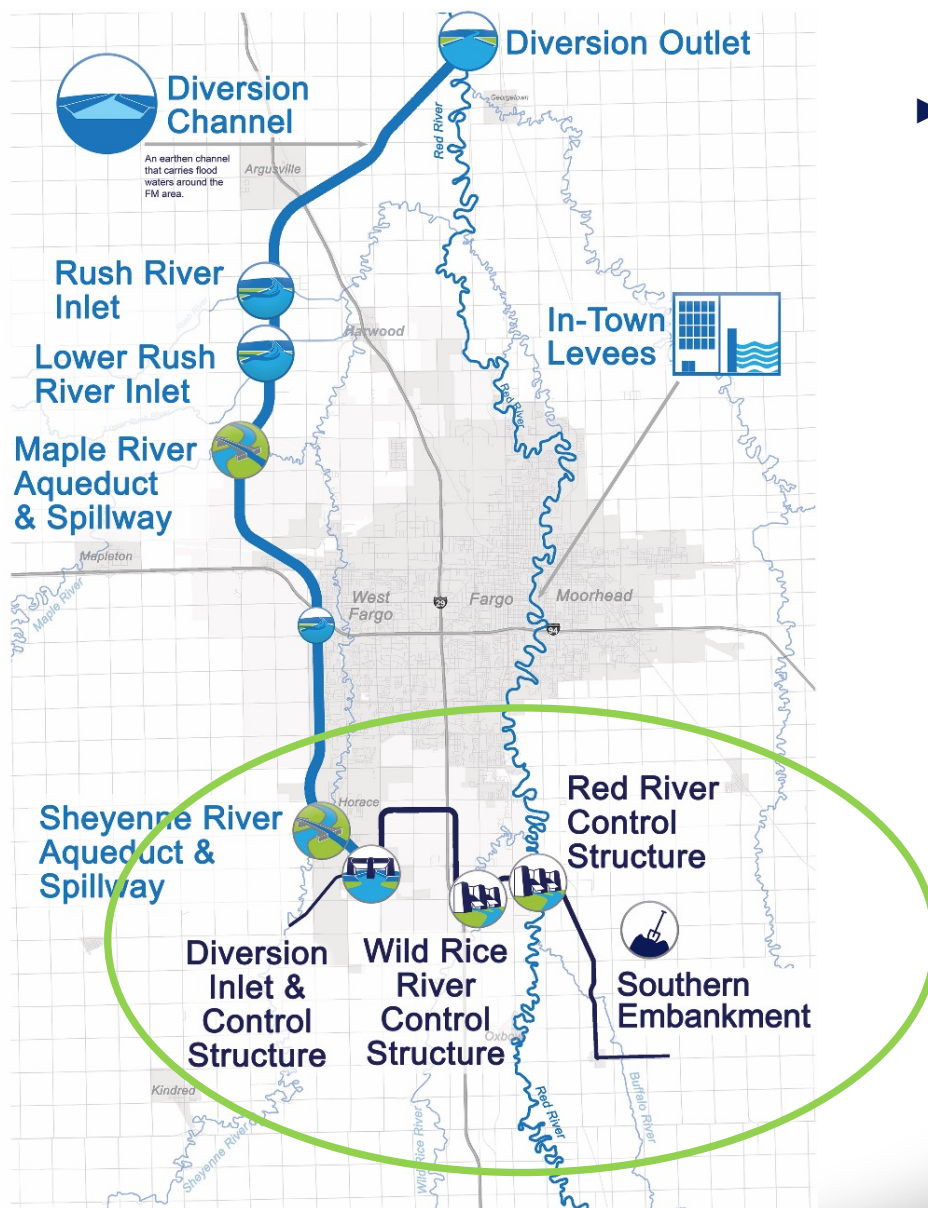 Diversion Outlet
Diversion
Channel
An earthen channel
that carries flood
waters around the
FM area.
Georgetown
Red River
Argusville
Rush River
Inlet
Harwood
In-Town
Levees
Lower Rush
River Inlet
Red River
Maple River
Aqueduct
& Spillway
Mapleton
Maple River
West
Fargo
29
Fargo
Moorhead
94
Red River
Control
Structure
Horace
Sheyenne River
Aqueduct &
Spillway
Diversion
Inlet &
Control
Structure
Wild Rice
River
Control
Structure
Southern
Embankment
Oxbow
Kindred
Sheyenne River
Wild Rice River
Red River
Buffalo River